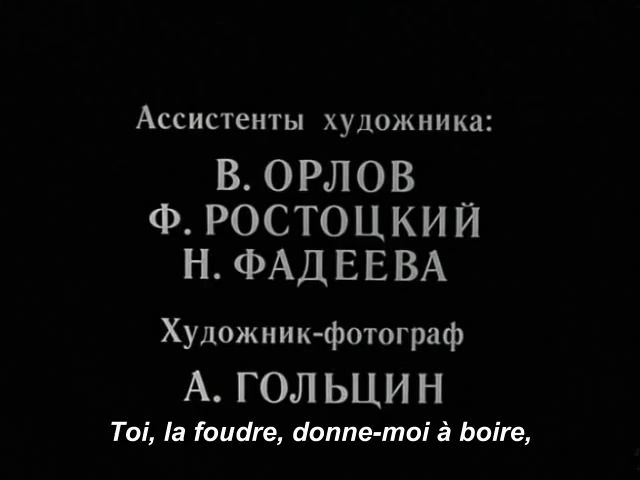 Ассистенты художника:
В. ОРЛОВ
Ф. РОСТОЦКИЙ
Н. ФАДЕЕВА
Художник-фотограф
А. ГОЛЬЦИН
Toi, la foudre, donne-moi à boire,